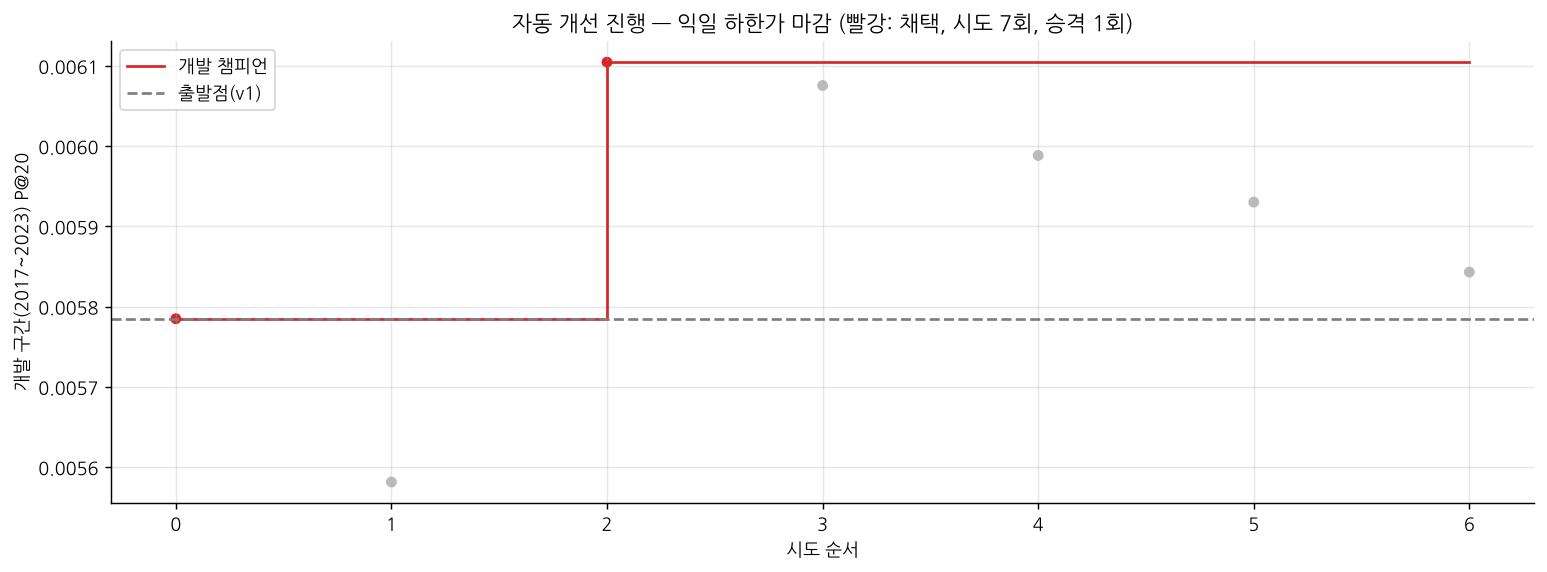 자동 개선 진행 — 익일 하한가 마감 (빨강: 채택, 시도 7회, 승격 1회)
개발 챔피언
출발점(v1)
개발 구간(2017~2023) P@20
0.0061
0.0060
0.0059
0.0058
0.0057
0.0056
0 1 2 3 4 5 6
시도 순서